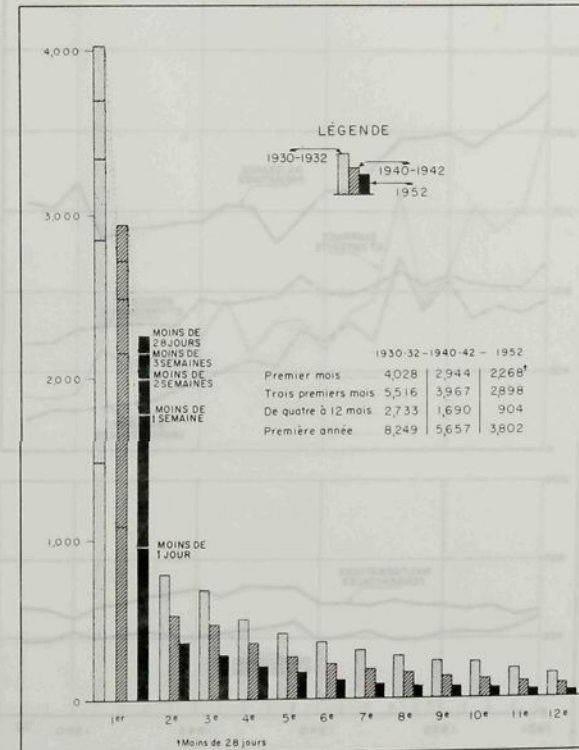 4,000
3,000
2,000
1,000
0
LÉGENDE
1930-1932
1940-1942
1952
MOINS DE
28 JOURS
MOINS DE
3 SEMAINES
MOINS DE
2 SEMAINES
MOINS DE
1 SEMAINE
MOINS DE
1 JOUR
1930-32-1940-42 - 1952
Premier mois 4,028 2,944 2,268†
Trois premiers mois 5,516 3,967 2,898
De quatre à 12 mois 2,733 1,690 904
Première année 8,249 5,657 3,802
1er 2e 3e 4e 5e 6e 7e 8e 9e 10e 11e 12e
†Moins de 28 jours